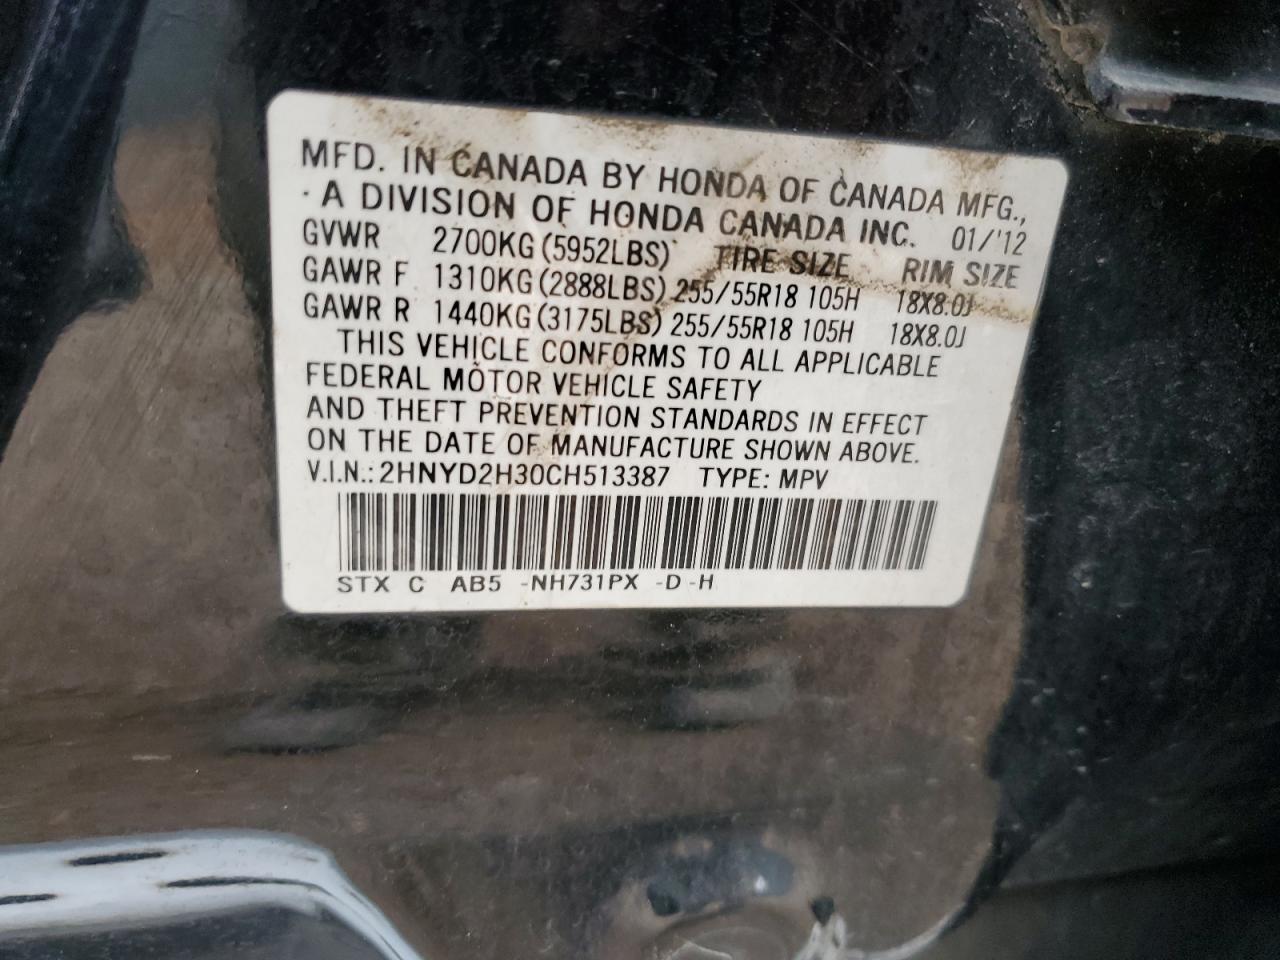 MFD. IN CANADA BY HONDA OF CANADA MFG.,
· A DIVISION OF HONDA CANADA INC. 01/'12
GVWR 2700KG(5952LBS) TIRE SIZE RIM SIZE
GAWR F 1310KG(2888LBS) 255/55R18 105H 18X8.0J
GAWR R 1440KG(3175LBS) 255/55R18 105H 18X8.0J
THIS VEHICLE CONFORMS TO ALL APPLICABLE
FEDERAL MOTOR VEHICLE SAFETY
AND THEFT PREVENTION STANDARDS IN EFFECT
ON THE DATE OF MANUFACTURE SHOWN ABOVE.
V.I.N.: 2HNYD2H30CH513387 TYPE: MPV
STX C AB5 -NH731PX -D -H